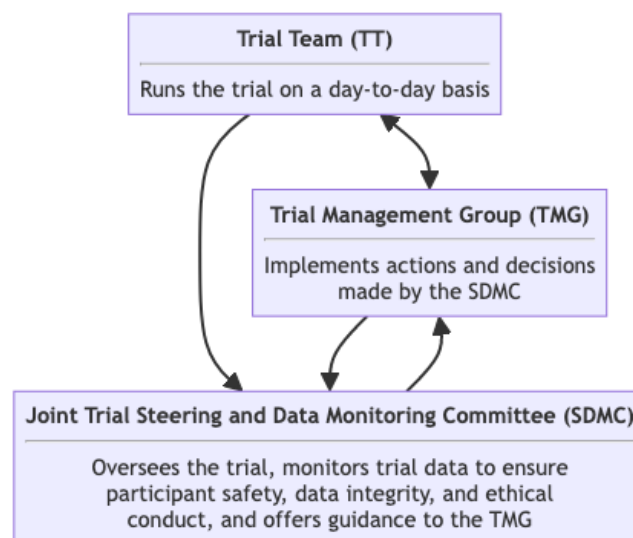 Trial Team (TT)
Runs the trial on a day-to-day basis
Trial Management Group (TMG)
Implements actions and decisions
made by the SDMC
Joint Trial Steering and Data Monitoring Committee (SDMC)
Oversees the trial, monitors trial data to ensure
participant safety, data integrity, and ethical
conduct, and offers guidance to the TMG